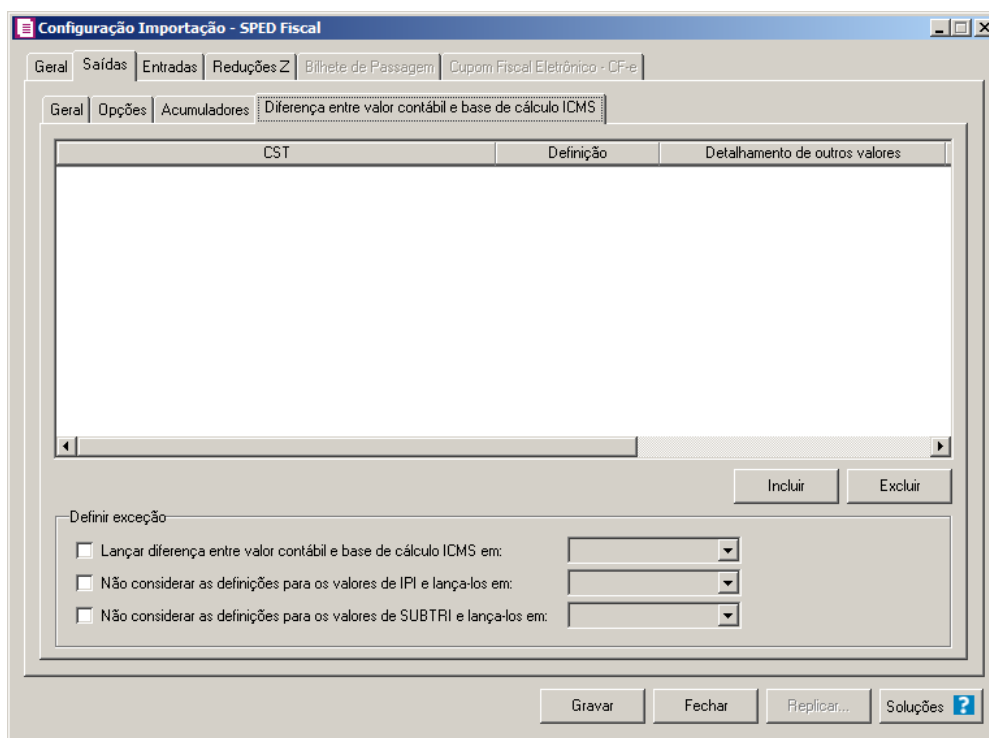 Configuração Importação - SPED Fiscal
Geral Saídas Entradas Reduções Z Bilhete de Passagem Cupom Fiscal Eletrônico - CF-e
Geral Opções Acumuladores Diferença entre valor contábil e base de cálculo ICMS
CST Definição Detalhamento de outros valores
Incluir Excluir
Definir exceção
Lançar diferença entre valor contábil e base de cálculo ICMS em:
Não considerar as definições para os valores de IPI e lança-los em:
Não considerar as definições para os valores de SUBTRI e lança-los em:
Gravar Fechar Replicar... Soluções ?